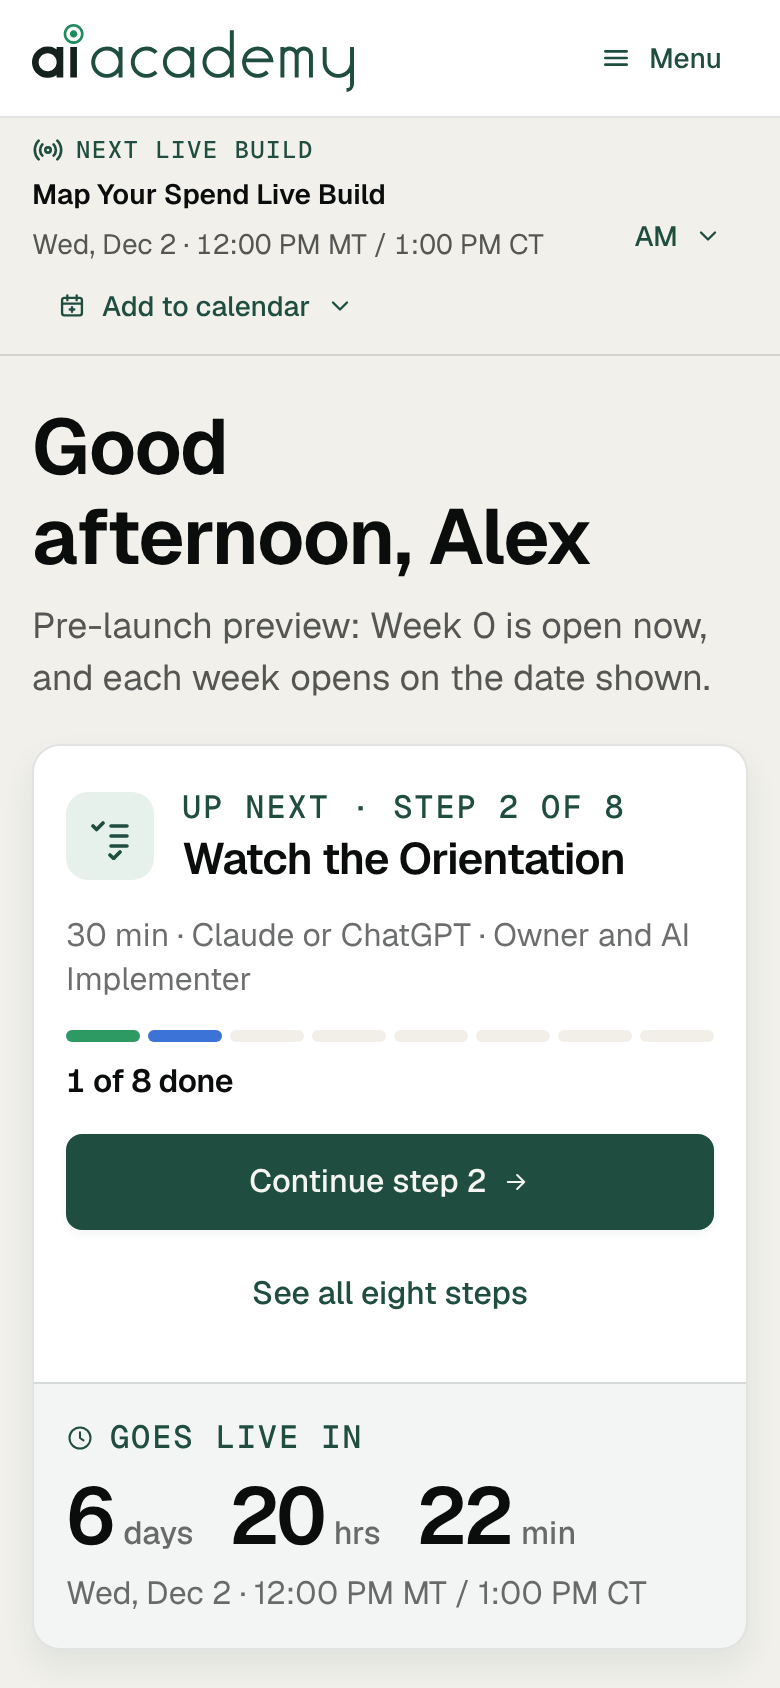 ai academy
Menu
NEXT LIVE BUILD
Map Your Spend Live Build
Wed, Dec 2 · 12:00 PM MT / 1:00 PM CT
AM
Add to calendar
Good
afternoon, Alex
Pre-launch preview: Week 0 is open now,
and each week opens on the date shown.
UP NEXT · STEP 2 OF 8
Watch the Orientation
30 min · Claude or ChatGPT · Owner and AI
Implementer
1 of 8 done
Continue step 2 →
See all eight steps
GOES LIVE IN
6 days 20 hrs 22 min
Wed, Dec 2 · 12:00 PM MT / 1:00 PM CT